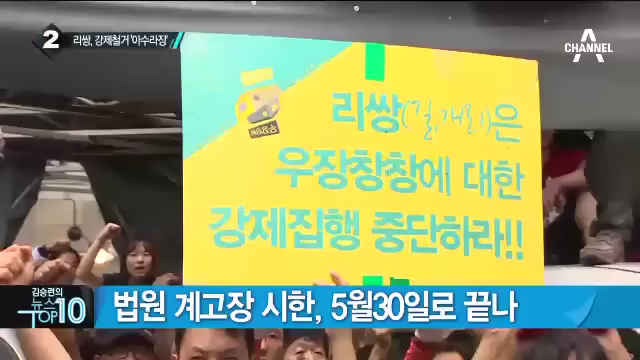 2 리쌍, 강제철거 '아수라장'
CHANNEL A
리쌍(길,개리)은
우장창창에 대한
강제집행 중단하라!!
김승련의
뉴스
TOP10
법원 계고장 시한, 5월30일로 끝나